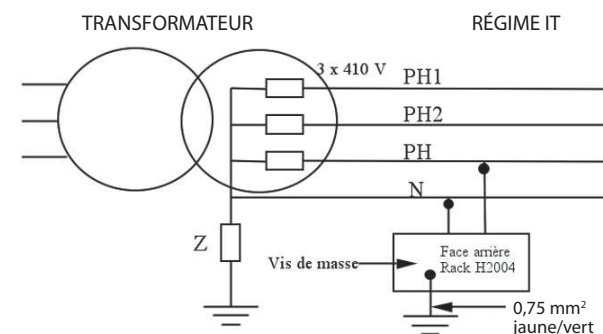 TRANSFORMATEUR
RÉGIME IT
3 x 410 V
PH1
PH2
PH
N
Z
Vis de masse
Face arrière
Rack H2004
0,75 mm²
jaune/vert